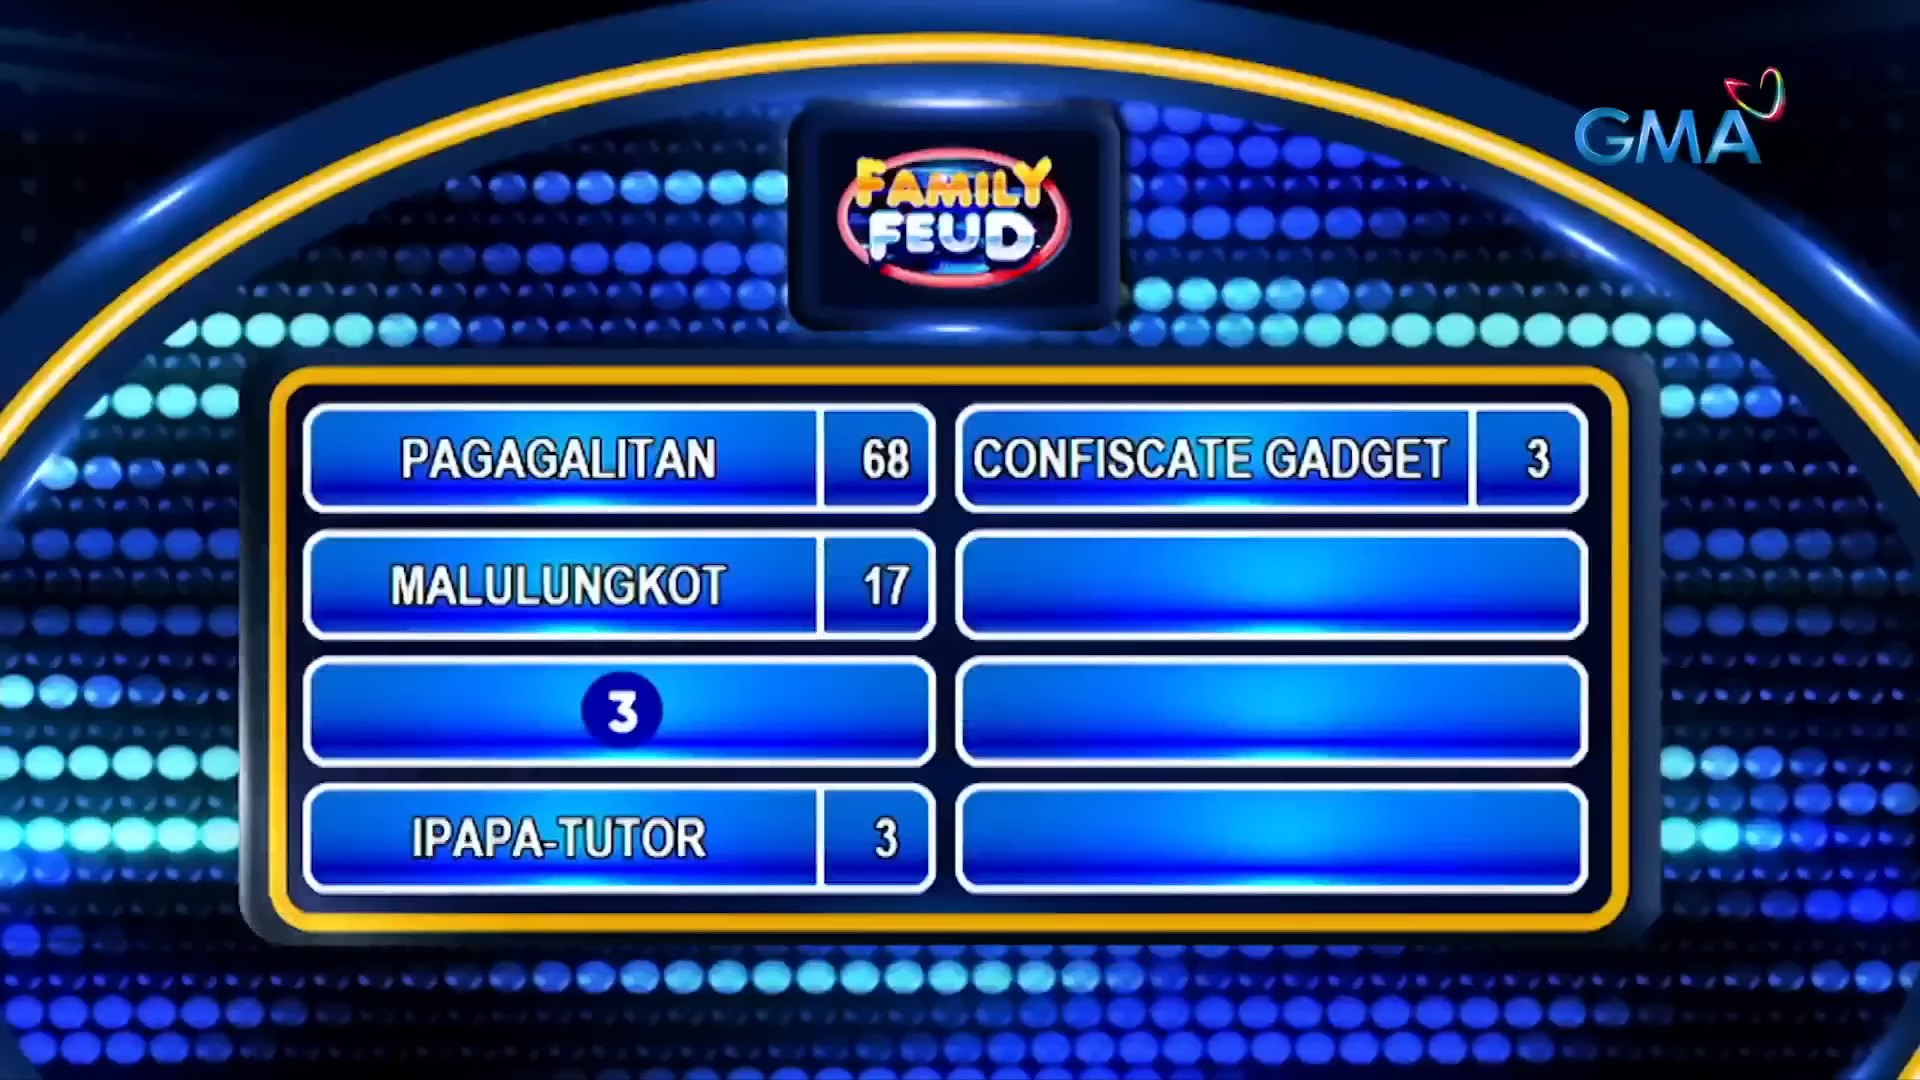 GMA
FAMILY
FEUD
PAGAGALITAN 68
MALULUNGKOT 17
3
IPAPA-TUTOR 3
CONFISCATE GADGET 3